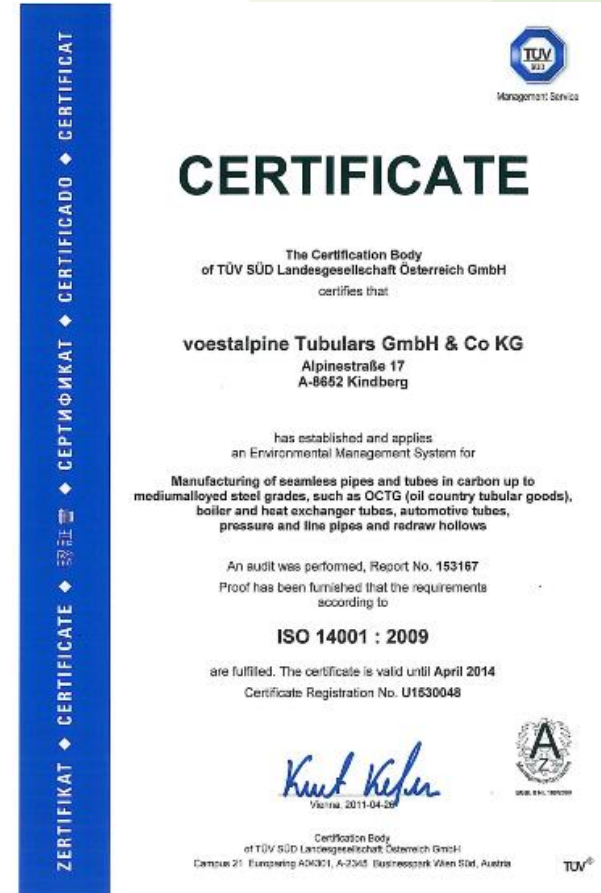 TÜV
SÜD
Management Service
CERTIFICATE
The Certification Body
of TÜV SÜD Landesgesellschaft Österreich GmbH
certifies that
voestalpine Tubulars GmbH & Co KG
Alpinestraße 17
A-8652 Kindberg
has established and applies
an Environmental Management System for
Manufacturing of seamless pipes and tubes in carbon up to
mediumalloyed steel grades, such as OCTG (oil country tubular goods),
boiler and heat exchanger tubes, automotive tubes,
pressure and line pipes and redraw hollows
An audit was performed, Report No. 153167
Proof has been furnished that the requirements
according to
ISO 14001 : 2009
are fulfilled. The certificate is valid until April 2014
Certificate Registration No. U1530048
Vienna, 2011-04-26
A
Z
Certification Body
of TÜV SÜD Landesgesellschaft Österreich GmbH
Campus 21 Europaring A04301, A-2345 Businesspark Wien Süd, Austria
TÜV®
ZERTIFIKAT ◆ CERTIFICATE ◆ 認証書 ◆ СЕРТИФИКАТ ◆ CERTIFICADO ◆ CERTIFICAT